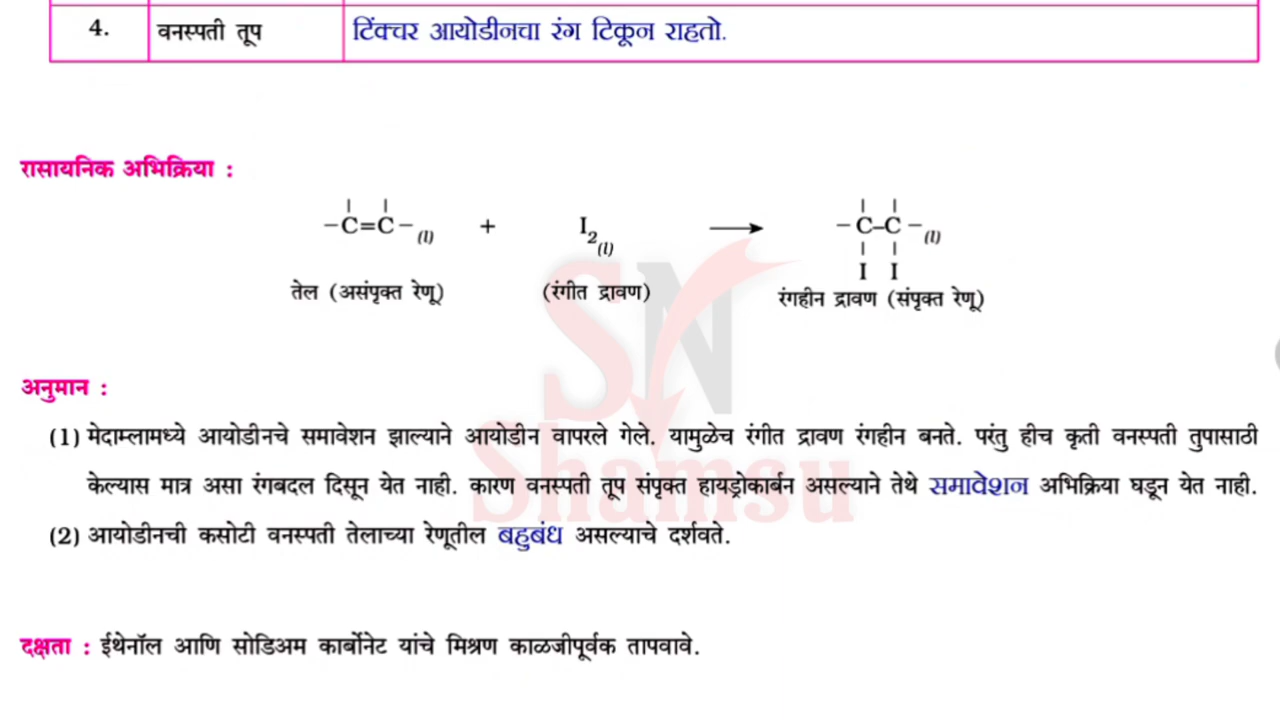 4. वनस्पती तूप टिंक्चर आयोडीनचा रंग टिकून राहतो.
रासायनिक अभिक्रिया :
| | | |
–C=C– (l) + I2 (l) ⟶ –C–C– (l)
| |
I I
तेल (असंपृक्त रेणू) (रंगीत द्रावण) रंगहीन द्रावण (संपृक्त रेणू)
SN
Shamsu
अनुमान :
(1) मेदाम्लामध्ये आयोडीनचे समावेशन झाल्याने आयोडीन वापरले गेले. यामुळेच रंगीत द्रावण रंगहीन बनते. परंतु हीच कृती वनस्पती तुपासाठी
केल्यास मात्र असा रंगबदल दिसून येत नाही. कारण वनस्पती तूप संपृक्त हायड्रोकार्बन असल्याने तेथे समावेशन अभिक्रिया घडून येत नाही.
(2) आयोडीनची कसोटी वनस्पती तेलाच्या रेणूतील बहुबंध असल्याचे दर्शवते.
दक्षता : ईथेनॉल आणि सोडिअम कार्बोनेट यांचे मिश्रण काळजीपूर्वक तापवावे.